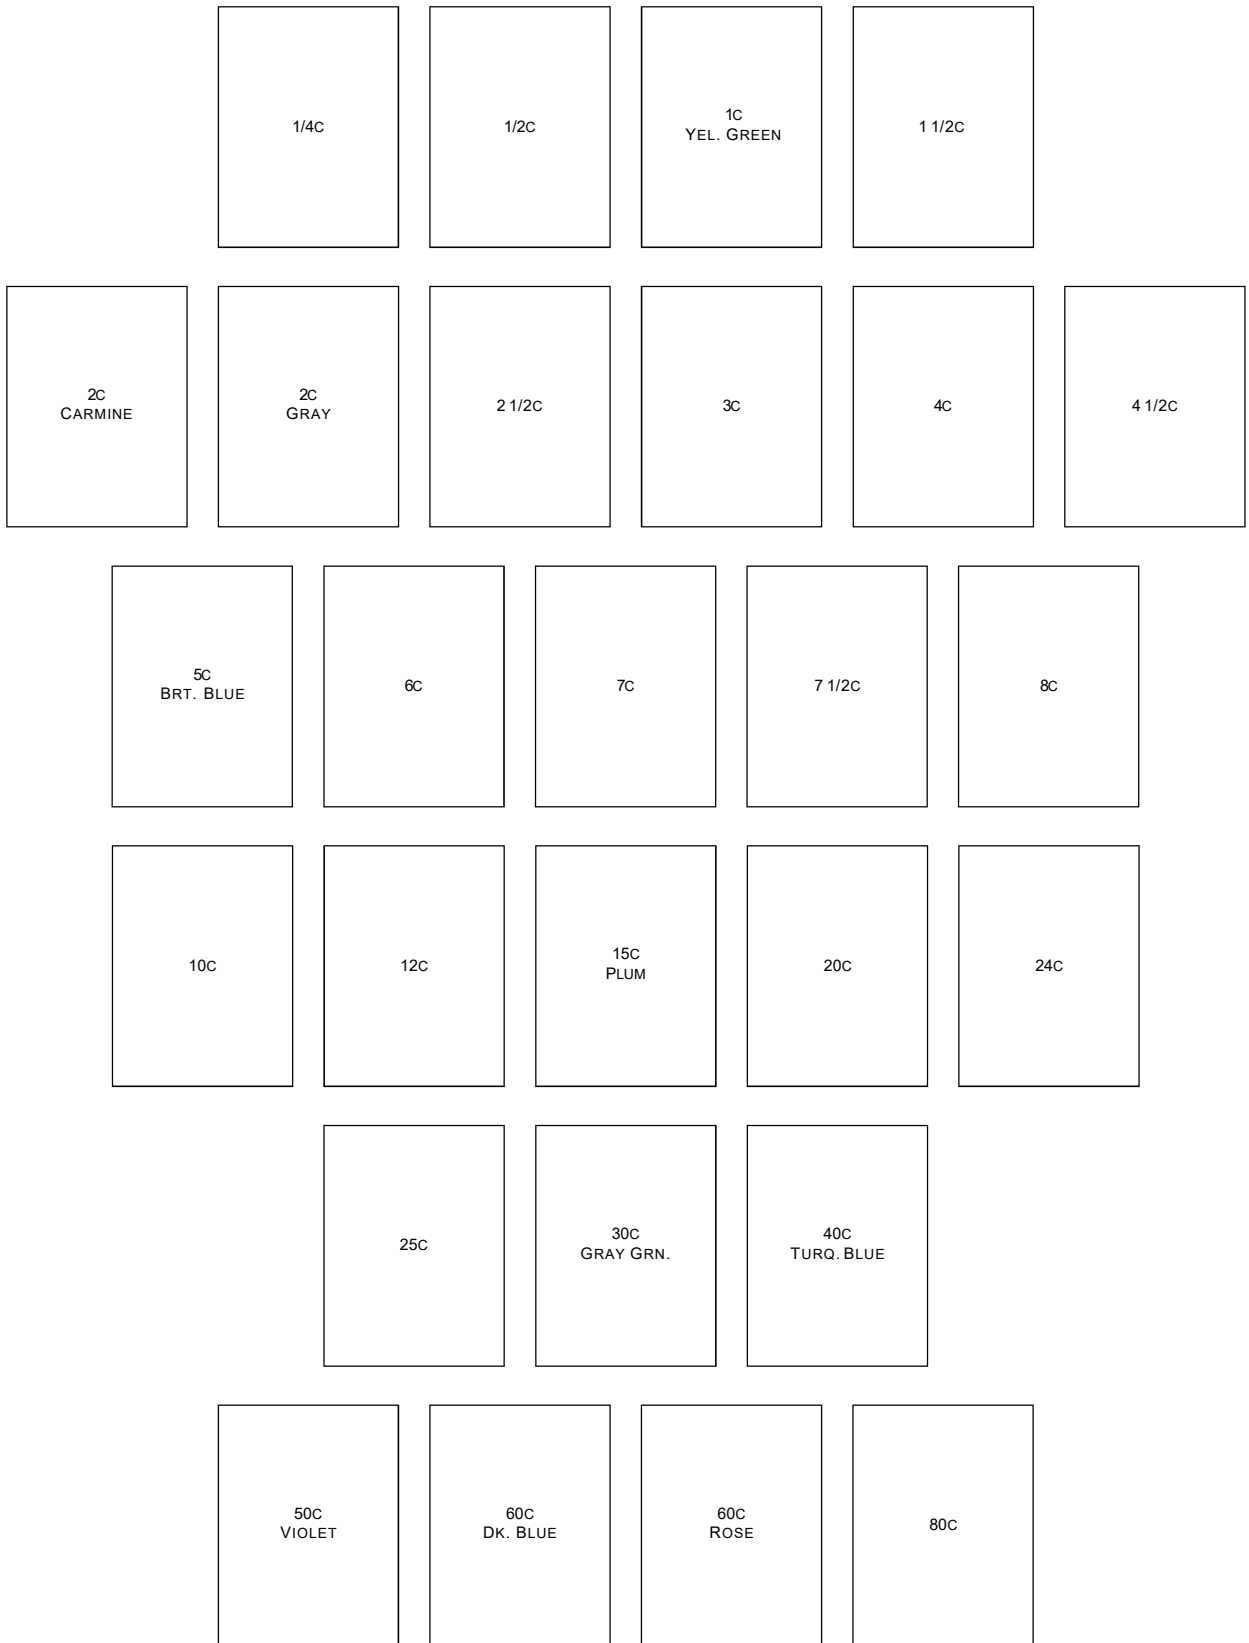 1/4C
1/2C
1C
YEL. GREEN
1 1/2C
2C
CARMINE
2C
GRAY
2 1/2C
3C
4C
4 1/2C
5C
BRT. BLUE
6C
7C
7 1/2C
8C
10C
12C
15C
PLUM
20C
24C
25C
30C
GRAY GRN.
40C
TURQ. BLUE
50C
VIOLET
60C
DK. BLUE
60C
ROSE
80C